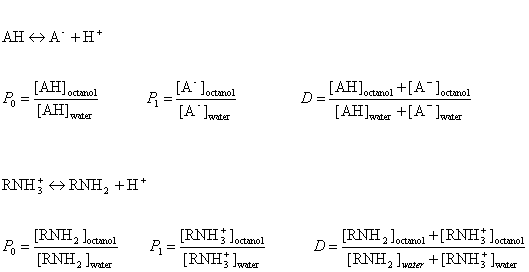 AH ↔ A⁻ + H⁺
P₀ = [AH]octanol / [AH]water   P₁ = [A⁻]octanol / [A⁻]water   D = ([AH]octanol + [A⁻]octanol) / ([AH]water + [A⁻]water)
RNH₃⁺ ↔ RNH₂ + H⁺
P₀ = [RNH₂]octanol / [RNH₂]water   P₁ = [RNH₃⁺]octanol / [RNH₃⁺]water   D = ([RNH₂]octanol + [RNH₃⁺]octanol) / ([RNH₂]water + [RNH₃⁺]water)